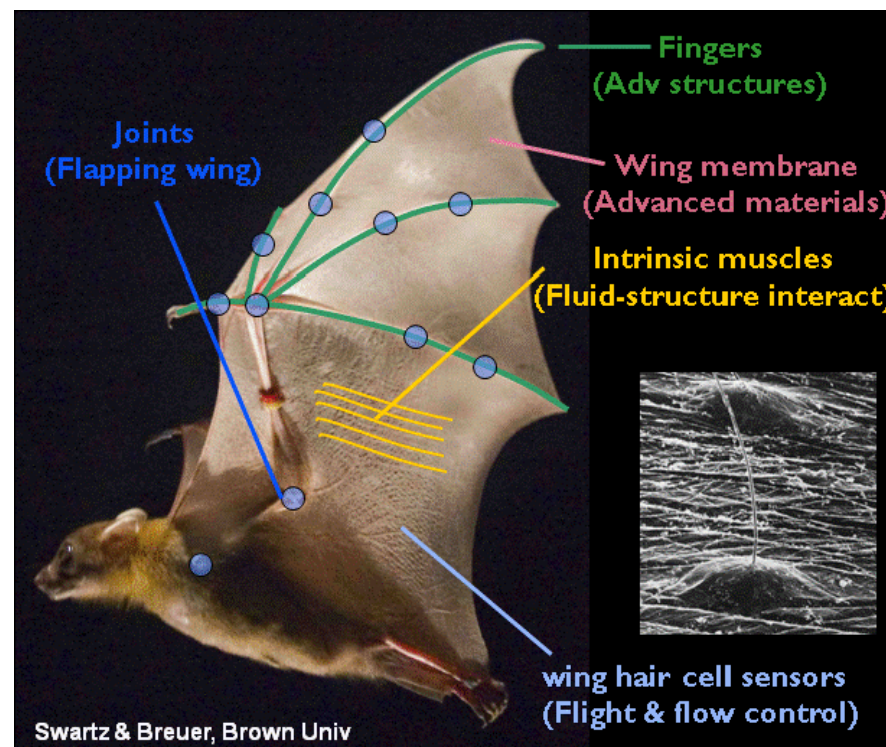 Fingers
(Adv structures)
Joints
(Flapping wing)
Wing membrane
(Advanced materials)
Intrinsic muscles
(Fluid-structure interact)
wing hair cell sensors
(Flight & flow control)
Swartz & Breuer, Brown Univ